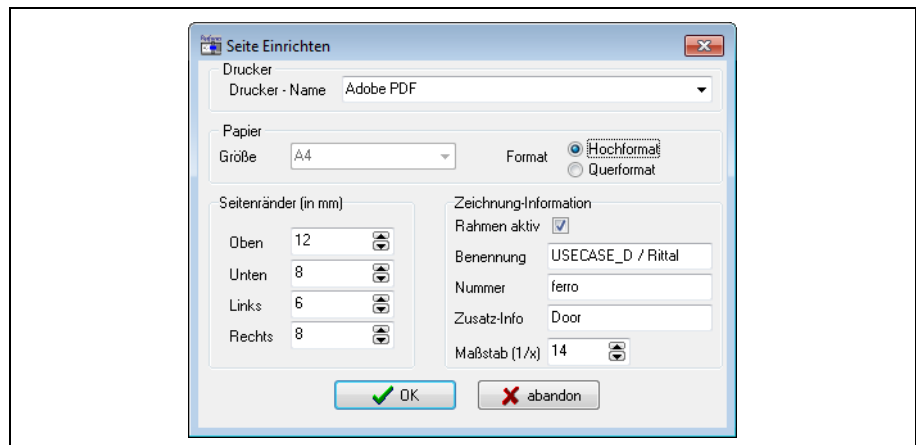 Seite Einrichten
Drucker
Drucker - Name Adobe PDF
Papier
Größe A4 Format Hochformat
Querformat
Seitenränder (in mm)
Oben 12
Unten 8
Links 6
Rechts 8
Zeichnung-Information
Rahmen aktiv
Benennung USECASE_D / Rittal
Nummer ferro
Zusatz-Info Door
Maßstab (1/x) 14
OK abandon